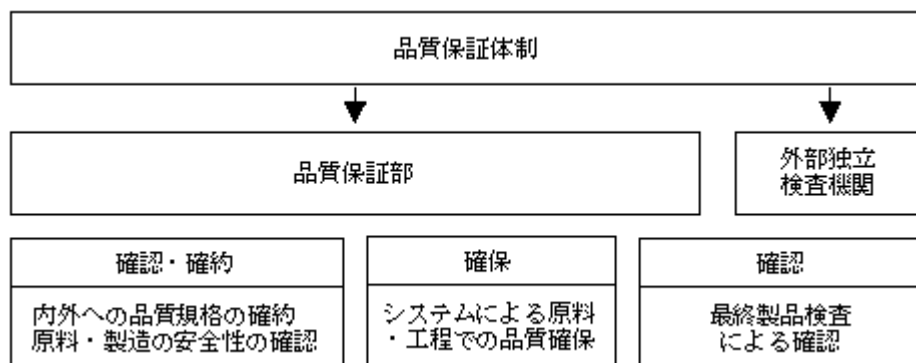 品質保証体制
品質保証部
外部独立
検査機関
確認・確約
内外への品質規格の確約
原料・製造の安全性の確認
確保
システムによる原料
・工程での品質確保
確認
最終製品検査
による確認